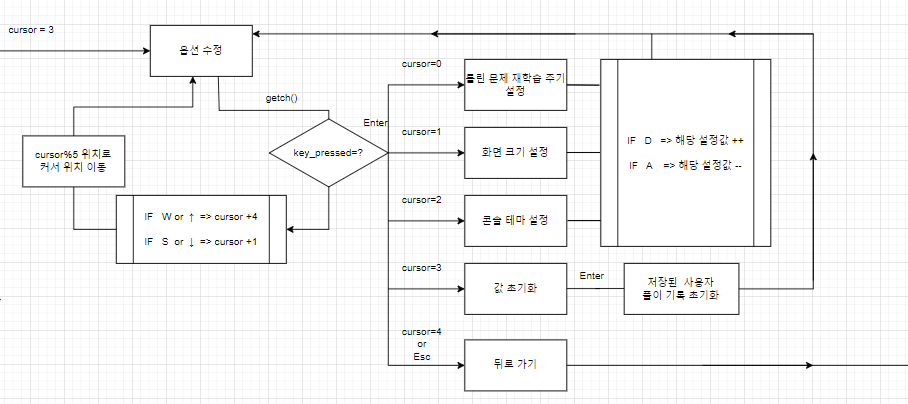 cursor = 3
옵션 수정
getch()
key_pressed=?
Enter
cursor%5 위치로
커서 위치 이동
IF W or ↑ => cursor +4
IF S or ↓ => cursor +1
cursor=0
틀린 문제 재학습 주기
설정
cursor=1
화면 크기 설정
cursor=2
콘솔 테마 설정
IF D => 해당 설정값 ++
IF A => 해당 설정값 --
cursor=3
값 초기화
Enter
저장된 사용자
풀이 기록 초기화
cursor=4
or
Esc
뒤로 가기